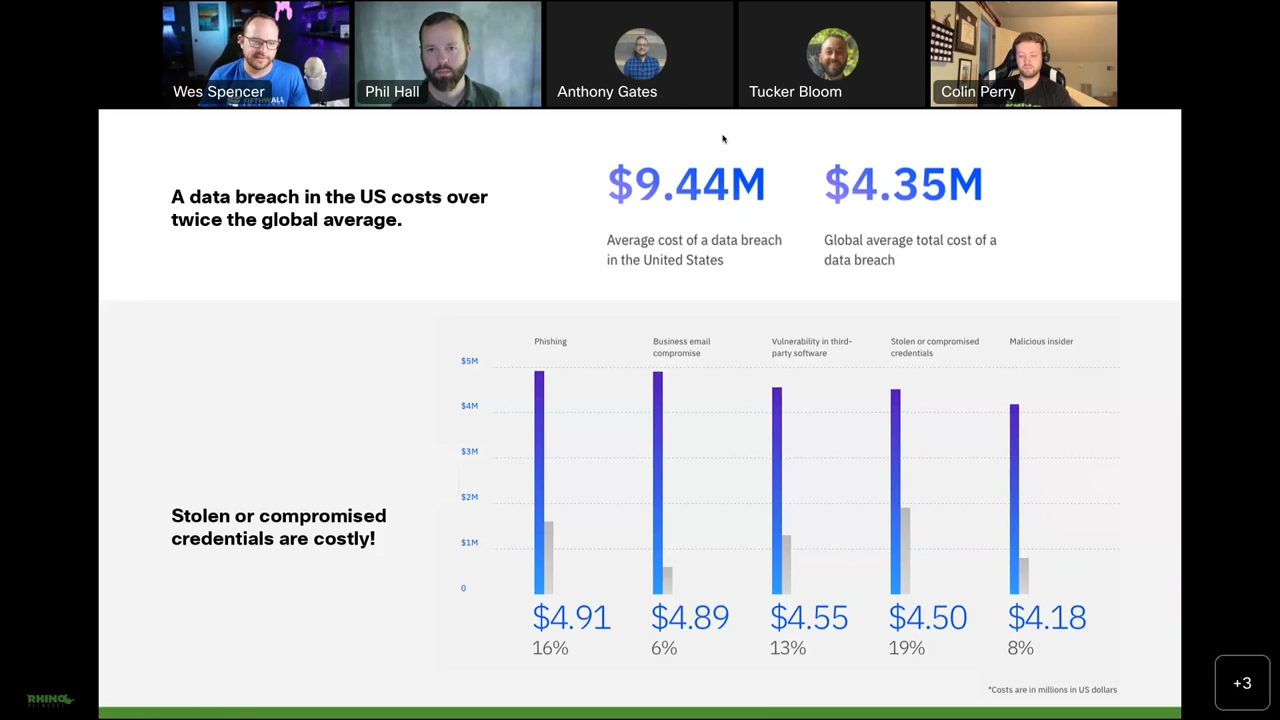 Wes Spencer
Phil Hall
Anthony Gates
Tucker Bloom
Colin Perry
FIFTHWALL
A data breach in the US costs over
twice the global average.
$9.44M
Average cost of a data breach
in the United States
$4.35M
Global average total cost of a
data breach
Stolen or compromised
credentials are costly!
Phishing
Business email
compromise
Vulnerability in third-
party software
Stolen or compromised
credentials
Malicious insider
$5M
$4M
$3M
$2M
$1M
0
$4.91
16%
$4.89
6%
$4.55
13%
$4.50
19%
$4.18
8%
*Costs are in millions in US dollars
RHINO
NETWORKS
+3